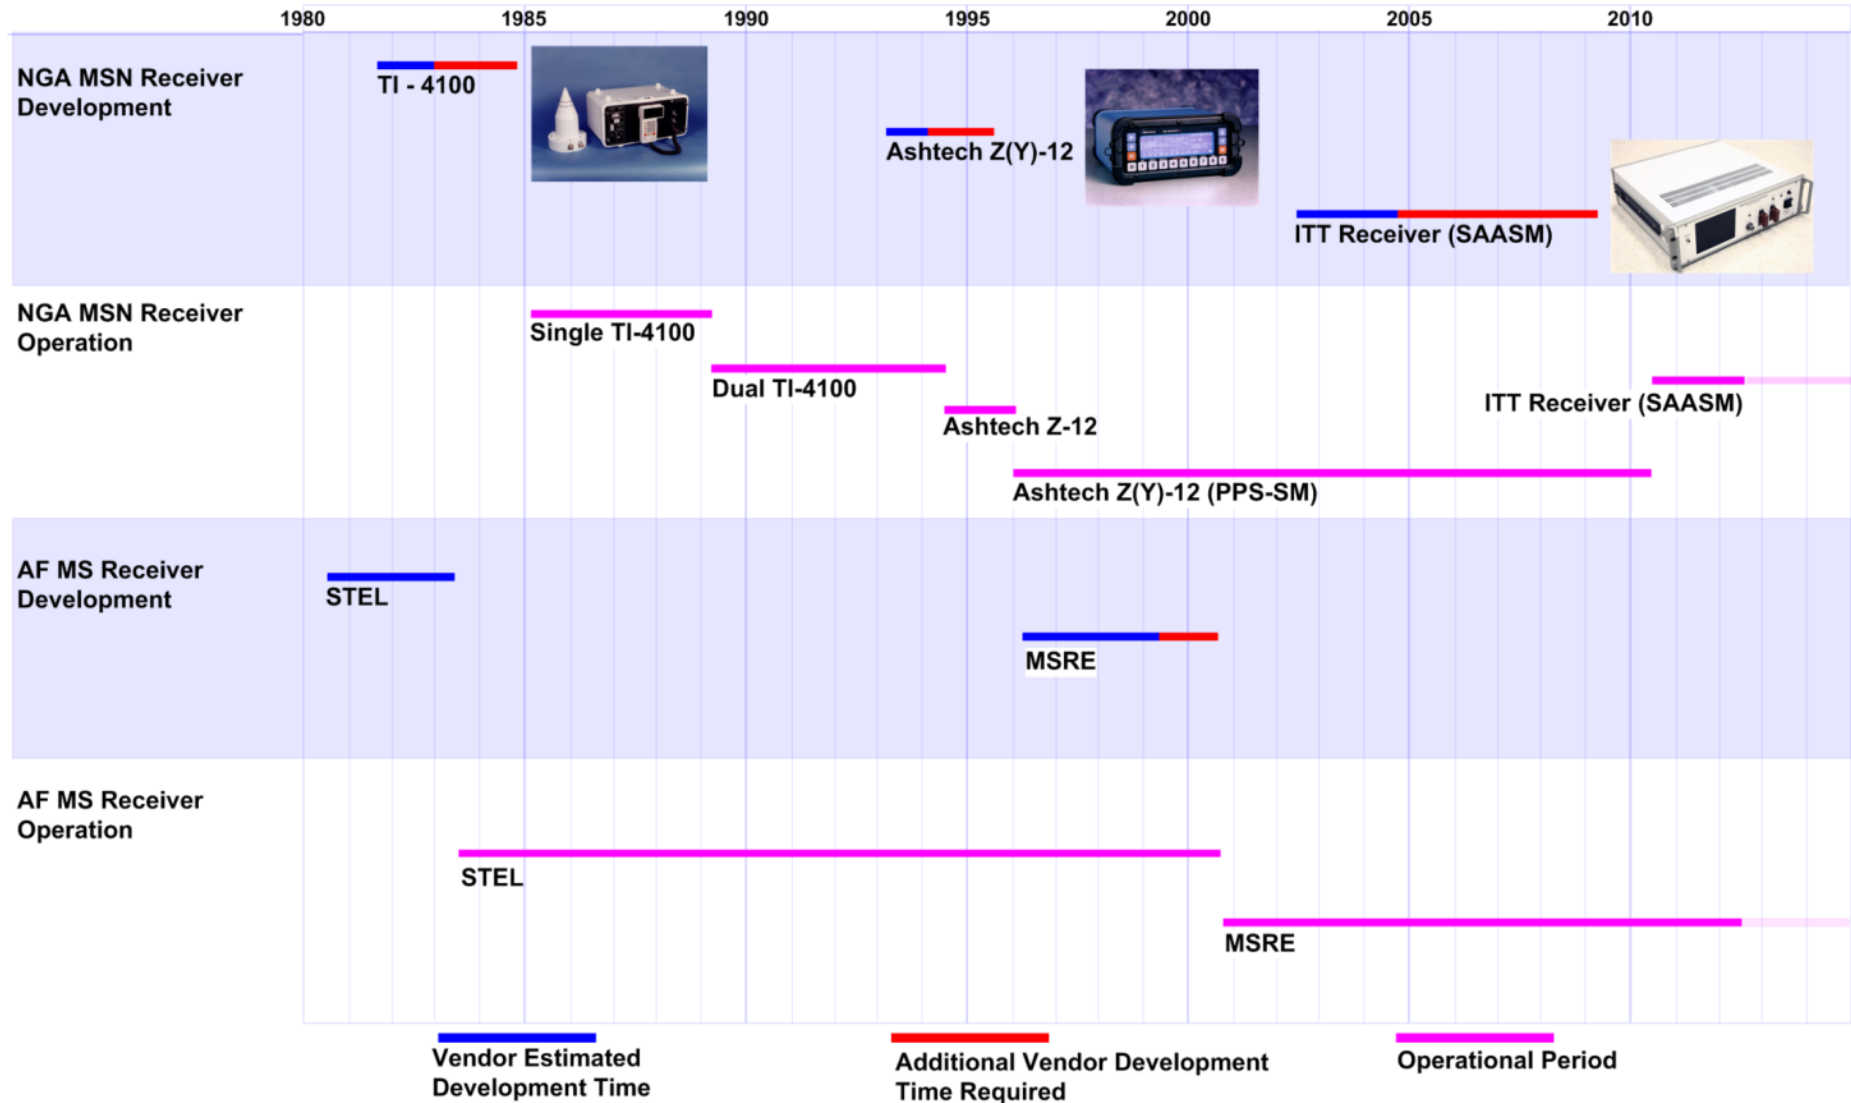 1980 1985 1990 1995 2000 2005 2010
NGA MSN Receiver
Development
TI - 4100
Ashtech Z(Y)-12
ITT Receiver (SAASM)
NGA MSN Receiver
Operation
Single TI-4100
Dual TI-4100
Ashtech Z-12
ITT Receiver (SAASM)
Ashtech Z(Y)-12 (PPS-SM)
AF MS Receiver
Development
STEL
MSRE
AF MS Receiver
Operation
STEL
MSRE
Vendor Estimated
Development Time
Additional Vendor Development
Time Required
Operational Period